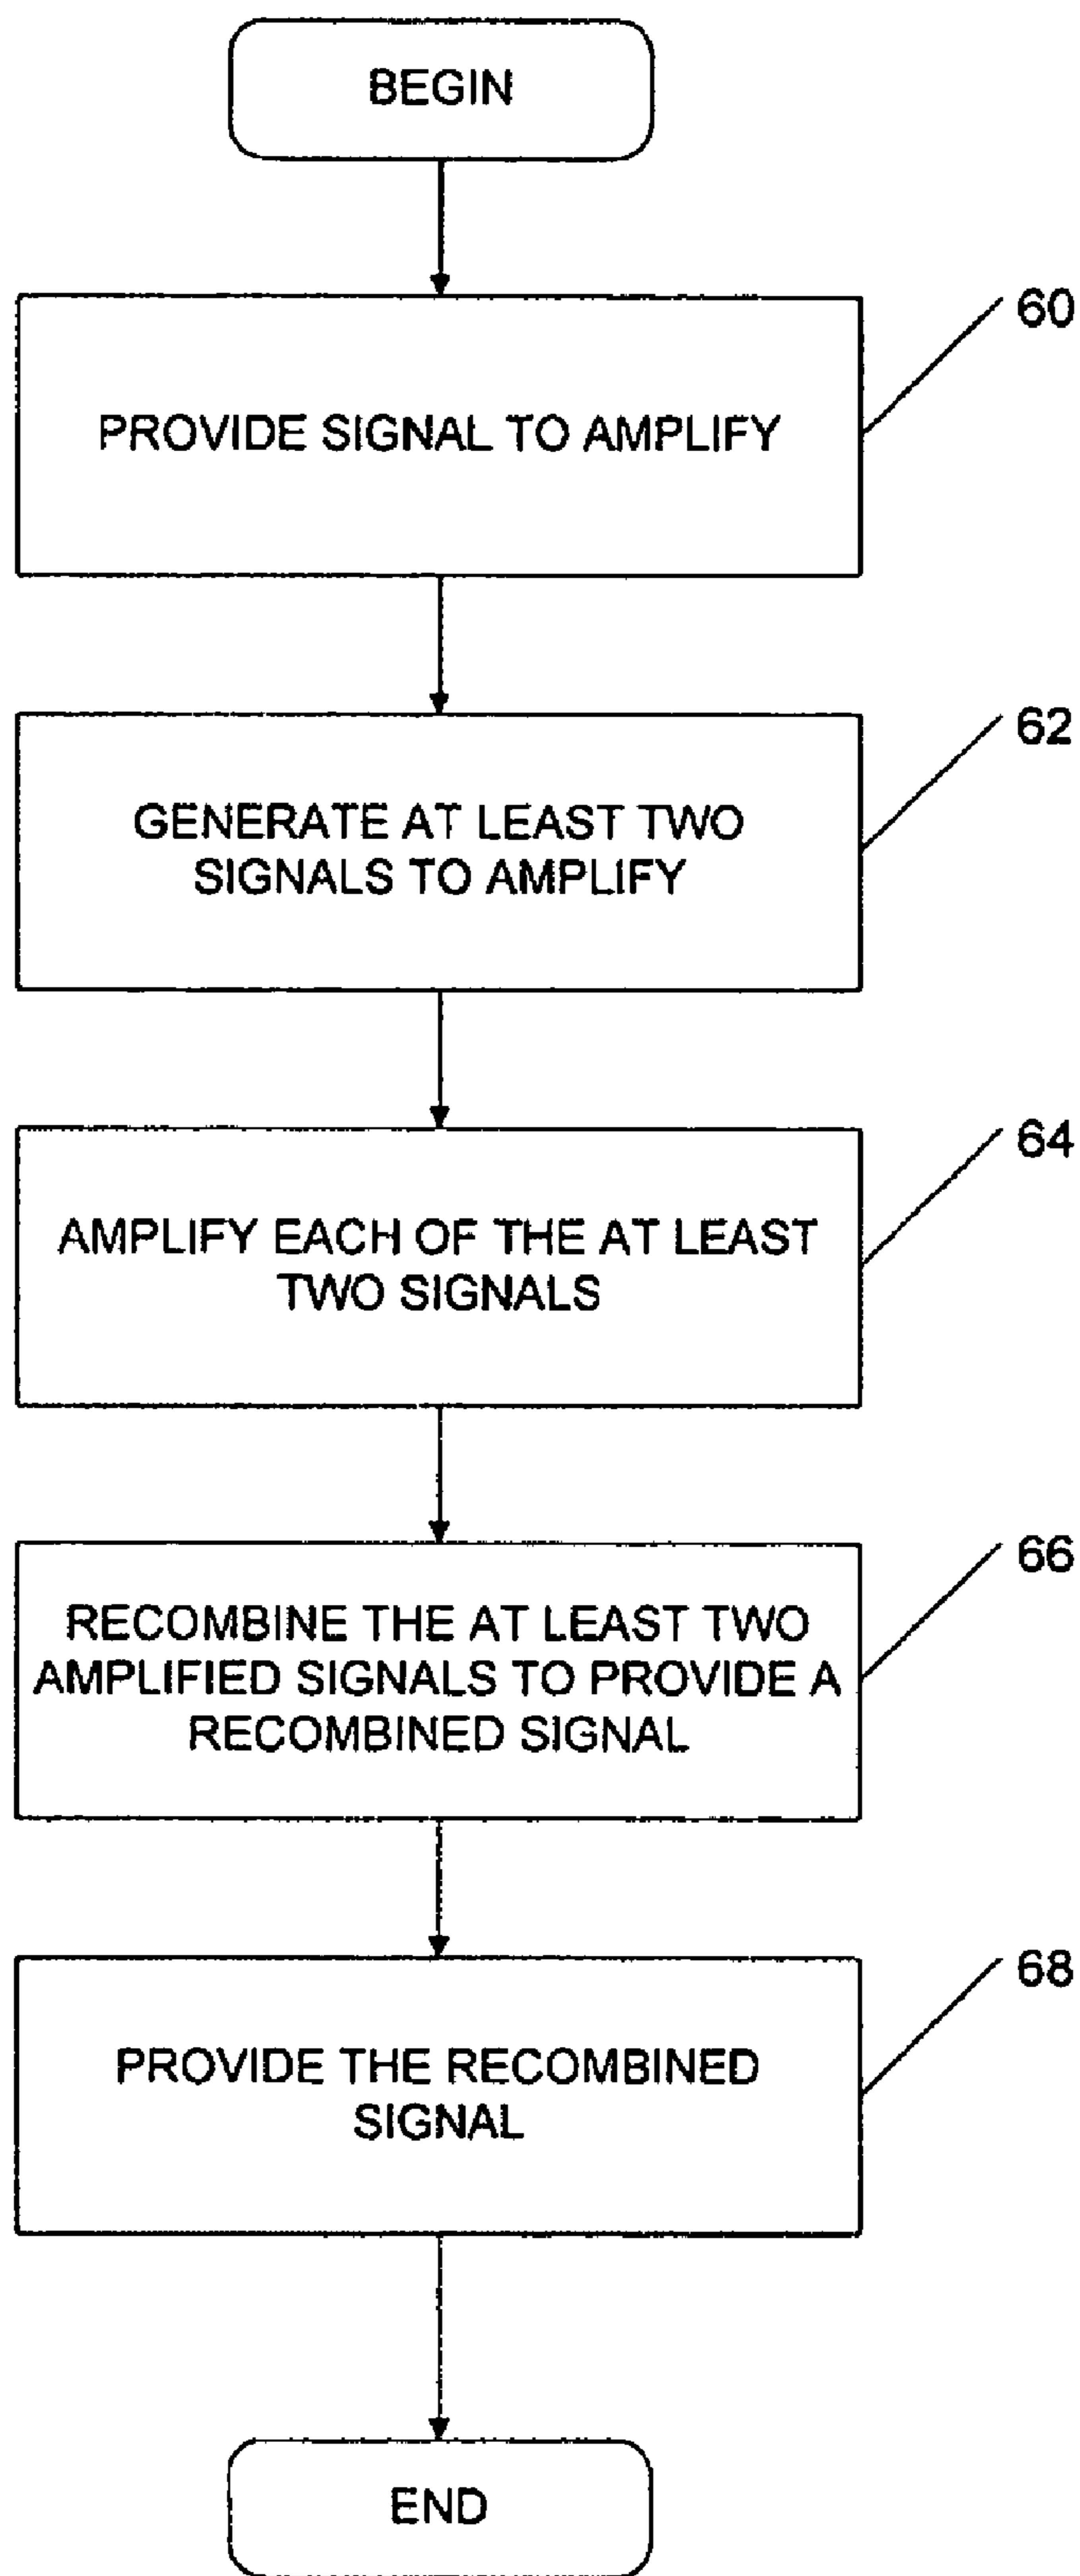 BEGIN
60
PROVIDE SIGNAL TO AMPLIFY
62
GENERATE AT LEAST TWO
SIGNALS TO AMPLIFY
64
AMPLIFY EACH OF THE AT LEAST
TWO SIGNALS
66
RECOMBINE THE AT LEAST TWO
AMPLIFIED SIGNALS TO PROVIDE A
RECOMBINED SIGNAL
68
PROVIDE THE RECOMBINED
SIGNAL
END